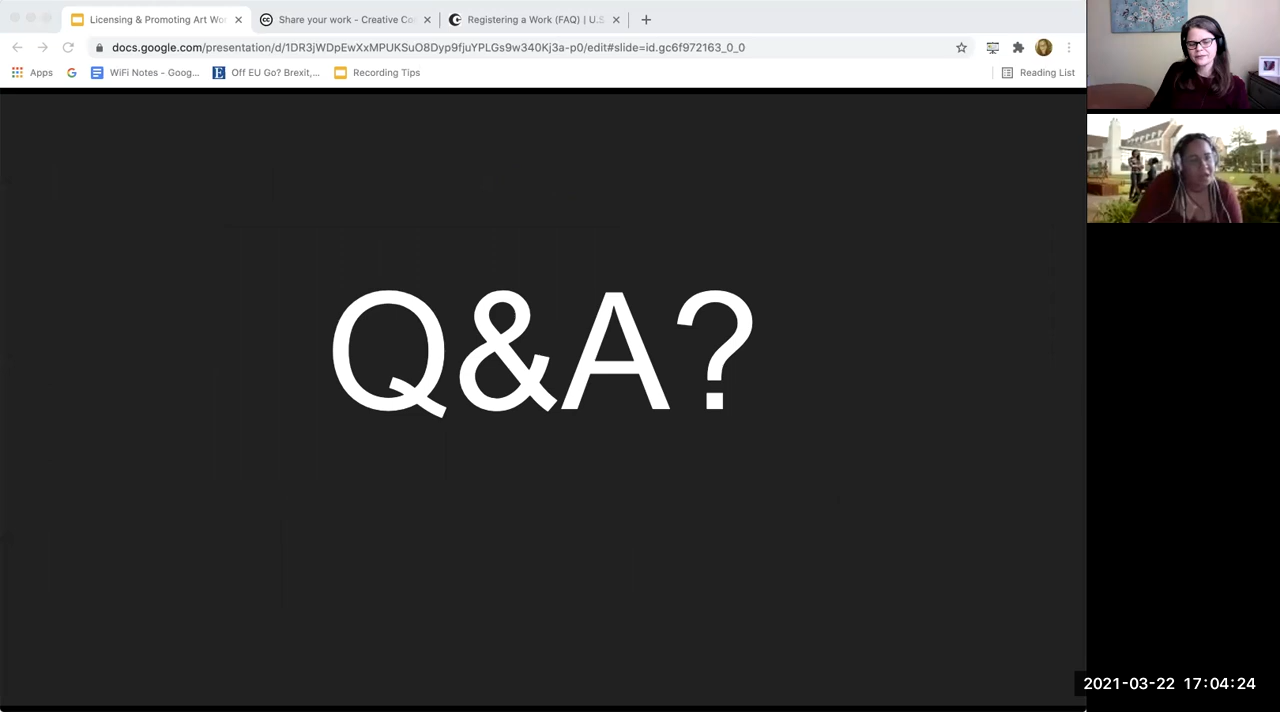 Licensing & Promoting Art Wor
Share your work - Creative Co
Registering a Work (FAQ) | U.S
docs.google.com/presentation/d/1DR3jWDpEwXxMPUKSuO8Dyp9fjuYPLGs9w340Kj3a-p0/edit#slide=id.gc6f972163_0_0
Apps
WiFi Notes - Goog...
Off EU Go? Brexit,...
Recording Tips
Reading List
Q&A?
2021-03-22 17:04:24